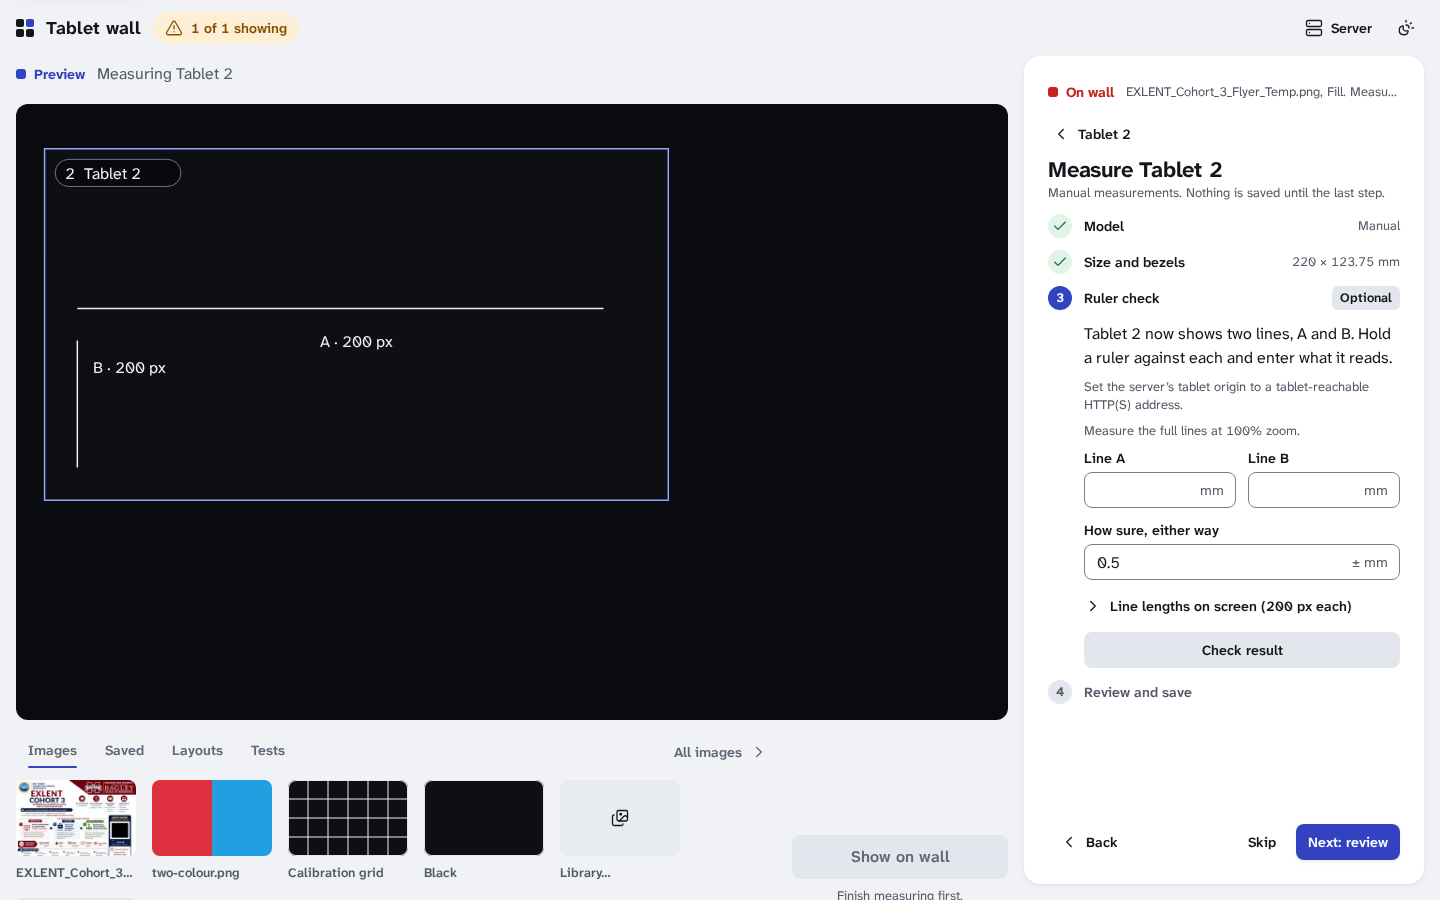 Tablet wall
1 of 1 showing
Server
Preview
Measuring Tablet 2
2 Tablet 2
A · 200 px
B · 200 px
On wall
EXLENT_Cohort_3_Flyer_Temp.png, Fill. Measu...
Tablet 2
Measure Tablet 2
Manual measurements. Nothing is saved until the last step.
Model
Manual
Size and bezels
220 × 123.75 mm
3
Ruler check
Optional
Tablet 2 now shows two lines, A and B. Hold
a ruler against each and enter what it reads.
Set the server's tablet origin to a tablet-reachable
HTTP(S) address.
Measure the full lines at 100% zoom.
Line A
Line B
mm
mm
How sure, either way
0.5
± mm
Line lengths on screen (200 px each)
Check result
4
Review and save
Back
Skip
Next: review
Images
Saved
Layouts
Tests
All images
EXLENT
COHORT 3
BAGLEY
EXLENT_Cohort_3...
two-colour.png
Calibration grid
Black
Library...
Show on wall
Finish measuring first.